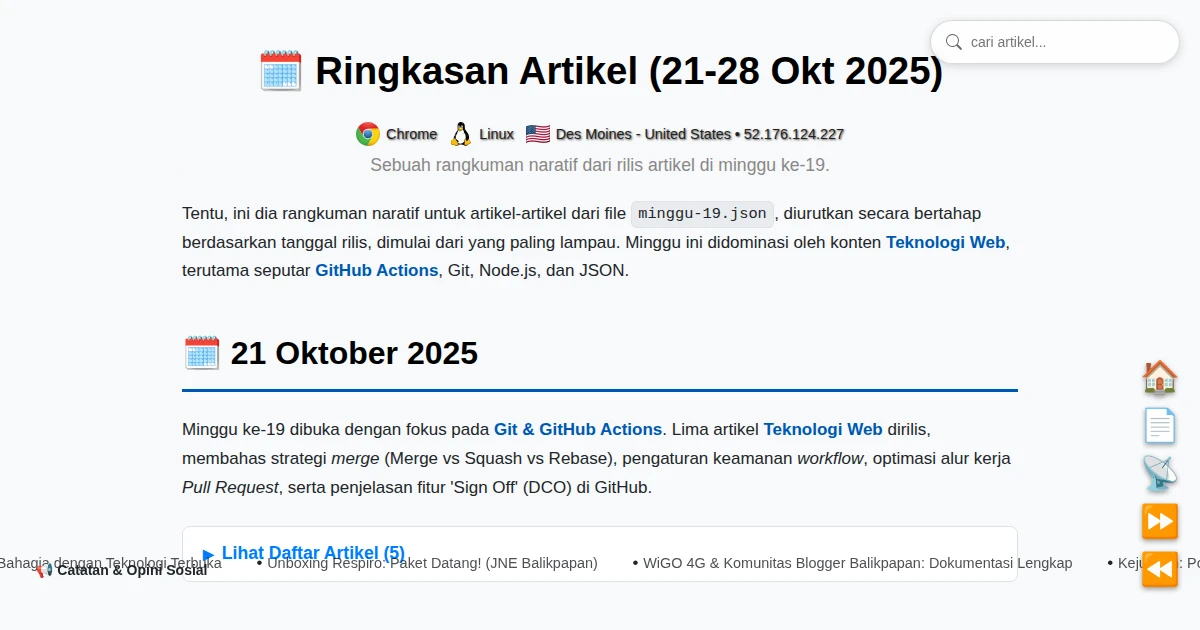 cari artikel...
Ringkasan Artikel (21-28 Okt 2025)
Chrome Linux Des Moines - United States • 52.176.124.227
Sebuah rangkuman naratif dari rilis artikel di minggu ke-19.
Tentu, ini dia rangkuman naratif untuk artikel-artikel dari file minggu-19.json, diurutkan secara bertahap
berdasarkan tanggal rilis, dimulai dari yang paling lampau. Minggu ini didominasi oleh konten Teknologi Web,
terutama seputar GitHub Actions, Git, Node.js, dan JSON.
21 Oktober 2025
Minggu ke-19 dibuka dengan fokus pada Git & GitHub Actions. Lima artikel Teknologi Web dirilis,
membahas strategi merge (Merge vs Squash vs Rebase), pengaturan keamanan workflow, optimasi alur kerja
Pull Request, serta penjelasan fitur 'Sign Off' (DCO) di GitHub.
▶ Lihat Daftar Artikel (5)
Bahagia dengan Teknologi Terbuka • Unboxing Respiro: Paket Datang! (JNE Balikpapan) • WiGO 4G & Komunitas Blogger Balikpapan: Dokumentasi Lengkap •
Catatan & Opini Sosial